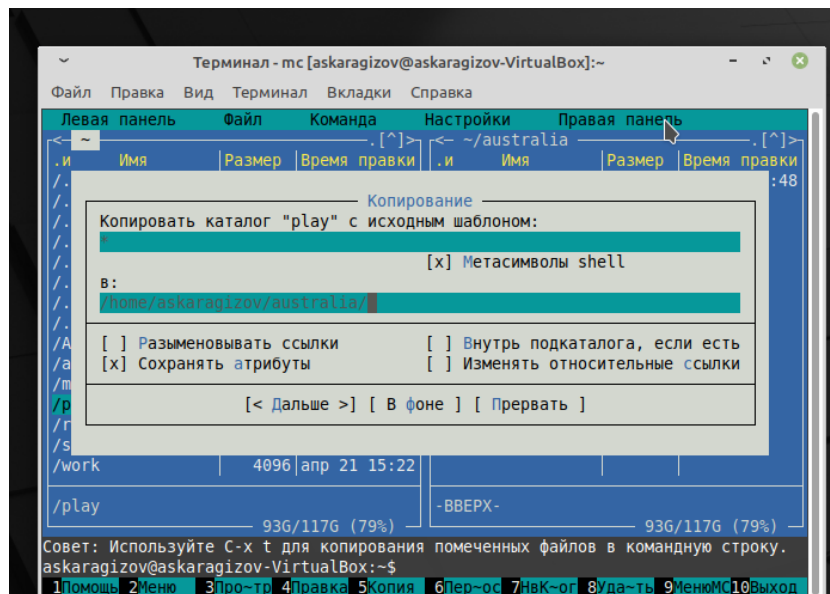 Терминал - mc [askaragizov@askaragizov-VirtualBox]:~
Файл Правка Вид Терминал Вкладки Справка
Левая панель Файл Команда Настройки Правая панель
<— ~ .[^]> <— ~/australia .[^]>
.и Имя Размер Время правки .и Имя Размер Время правки
/. :48
/.
Копирование
/.
Копировать каталог "play" с исходным шаблоном:
/.
*
/.
[x] Метасимволы shell
/.
в:
/.
/home/askaragizov/australia/
/.
/A [ ] Разыменовывать ссылки [ ] Внутрь подкаталога, если есть
/a [x] Сохранять атрибуты [ ] Изменять относительные ссылки
/m
/p [< Дальше >] [ В фоне ] [ Прервать ]
/r
/s
/work 4096 апр 21 15:22
/play -ВВЕРХ-
93G/117G (79%) 93G/117G (79%)
Совет: Используйте C-x t для копирования помеченных файлов в командную строку.
askaragizov@askaragizov-VirtualBox:~$
1Помощь 2Меню 3Про~тр 4Правка 5Копия 6Пер~ос 7НвК~ог 8Уда~ть 9МенюMC 10Выход